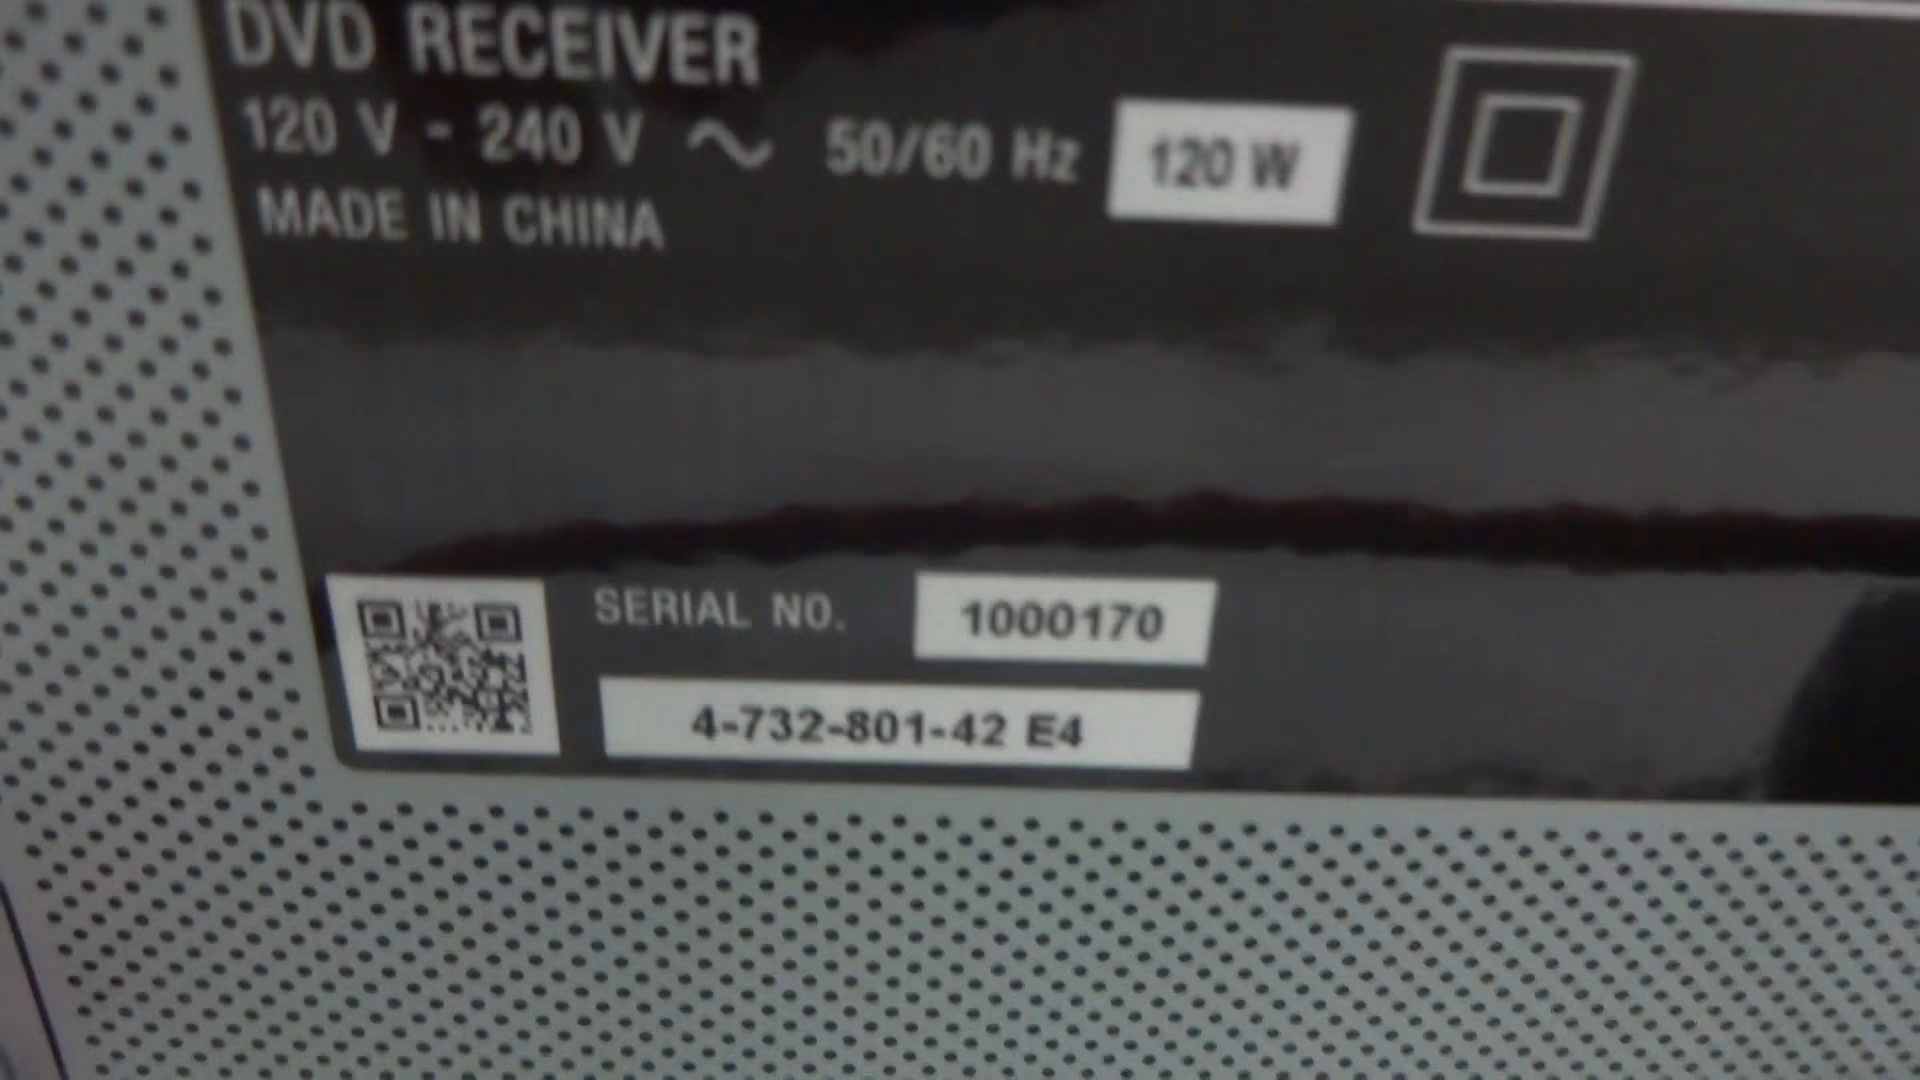 DVD RECEIVER
120 V - 240 V ~ 50/60 Hz 120 W
MADE IN CHINA
SERIAL NO. 1000170
4-732-801-42 E4